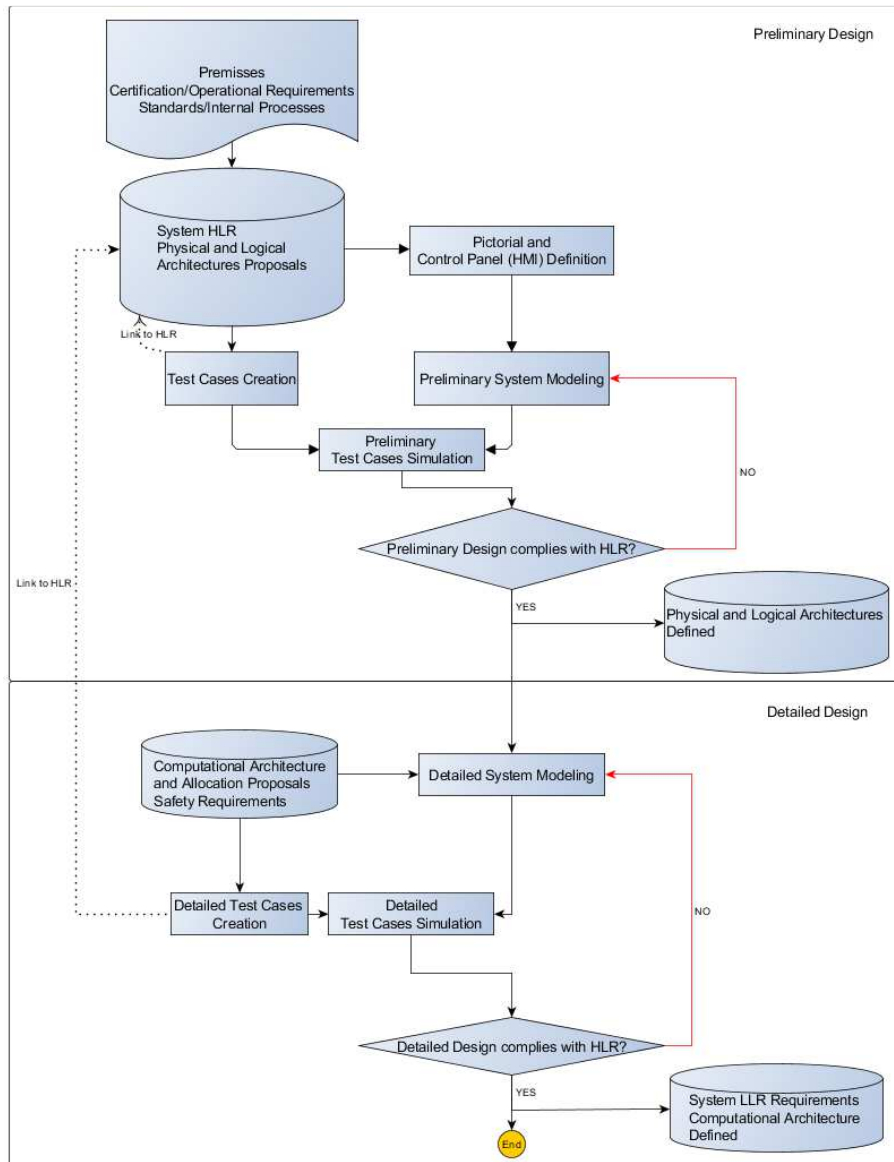 Preliminary Design
Premisses
Certification/Operational Requirements
Standards/Internal Processes
System HLR
Physical and Logical
Architectures Proposals
Pictorial and
Control Panel (HMI) Definition
Link to HLR
Test Cases Creation
Preliminary System Modeling
Preliminary
Test Cases Simulation
NO
Preliminary Design complies with HLR?
Link to HLR
YES
Physical and Logical Architectures
Defined
Detailed Design
Computational Architecture
and Allocation Proposals
Safety Requirements
Detailed System Modeling
Detailed Test Cases
Creation
Detailed
Test Cases Simulation
NO
Detailed Design complies with HLR?
YES
System LLR Requirements
Computational Architecture
Defined
End